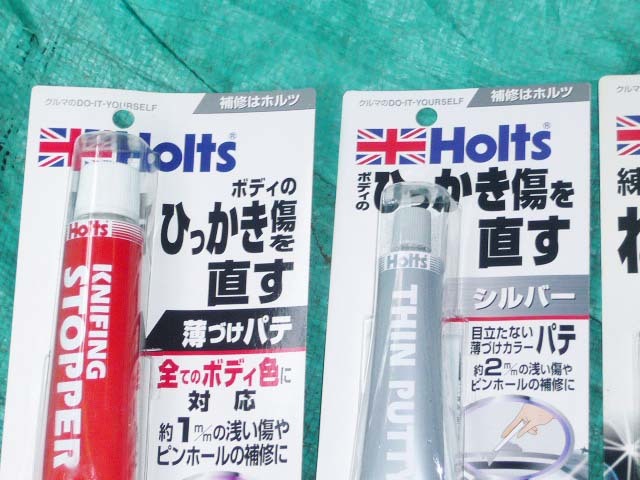 クルマのDO-IT-YOURSELF
補修はホルツ
Holts®
ボディの
ひっかき傷を
直す
薄づけパテ
全てのボディ色に
対応
約1m/mの浅い傷や
ピンホールの補修に
Holts
KNIFING
STOPPER
クルマのDO-IT-YOURSELF
補修はホルツ
Holts®
ボディの
ひっかき傷を
直す
シルバー
目立たない
薄づけカラーパテ
約2m/mの浅い傷や
ピンホールの補修に
Holts
THIN PUTTY
クルマの
練